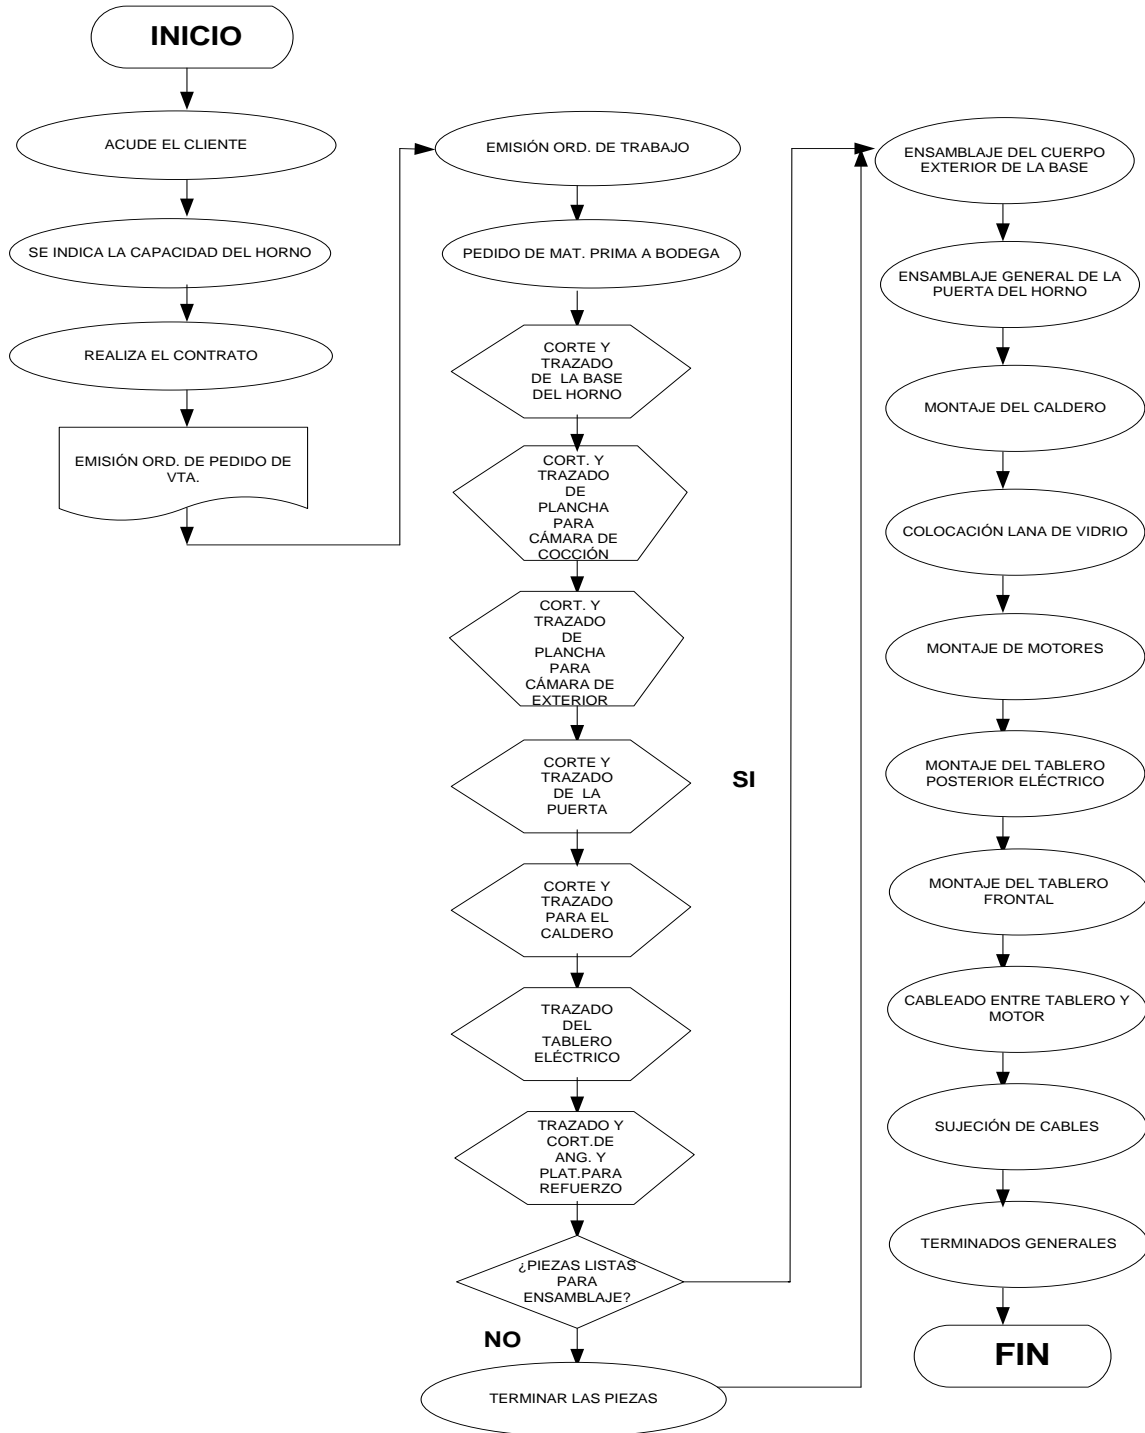 INICIO
ACUDE EL CLIENTE
SE INDICA LA CAPACIDAD DEL HORNO
REALIZA EL CONTRATO
EMISIÓN ORD. DE PEDIDO DE
VTA.
EMISIÓN ORD. DE TRABAJO
PEDIDO DE MAT. PRIMA A BODEGA
CORTE Y
TRAZADO
DE LA BASE
DEL HORNO
CORT. Y
TRAZADO
DE
PLANCHA
PARA
CÁMARA DE
COCCIÓN
CORT. Y
TRAZADO
DE
PLANCHA
PARA
CÁMARA DE
EXTERIOR
CORTE Y
TRAZADO
DE LA
PUERTA
SI
CORTE Y
TRAZADO
PARA EL
CALDERO
TRAZADO
DEL
TABLERO
ELÉCTRICO
TRAZADO Y
CORT.DE
ANG. Y
PLAT.PARA
REFUERZO
¿PIEZAS LISTAS
PARA
ENSAMBLAJE?
NO
TERMINAR LAS PIEZAS
ENSAMBLAJE DEL CUERPO
EXTERIOR DE LA BASE
ENSAMBLAJE GENERAL DE LA
PUERTA DEL HORNO
MONTAJE DEL CALDERO
COLOCACIÓN LANA DE VIDRIO
MONTAJE DE MOTORES
MONTAJE DEL TABLERO
POSTERIOR ELÉCTRICO
MONTAJE DEL TABLERO
FRONTAL
CABLEADO ENTRE TABLERO Y
MOTOR
SUJECIÓN DE CABLES
TERMINADOS GENERALES
FIN